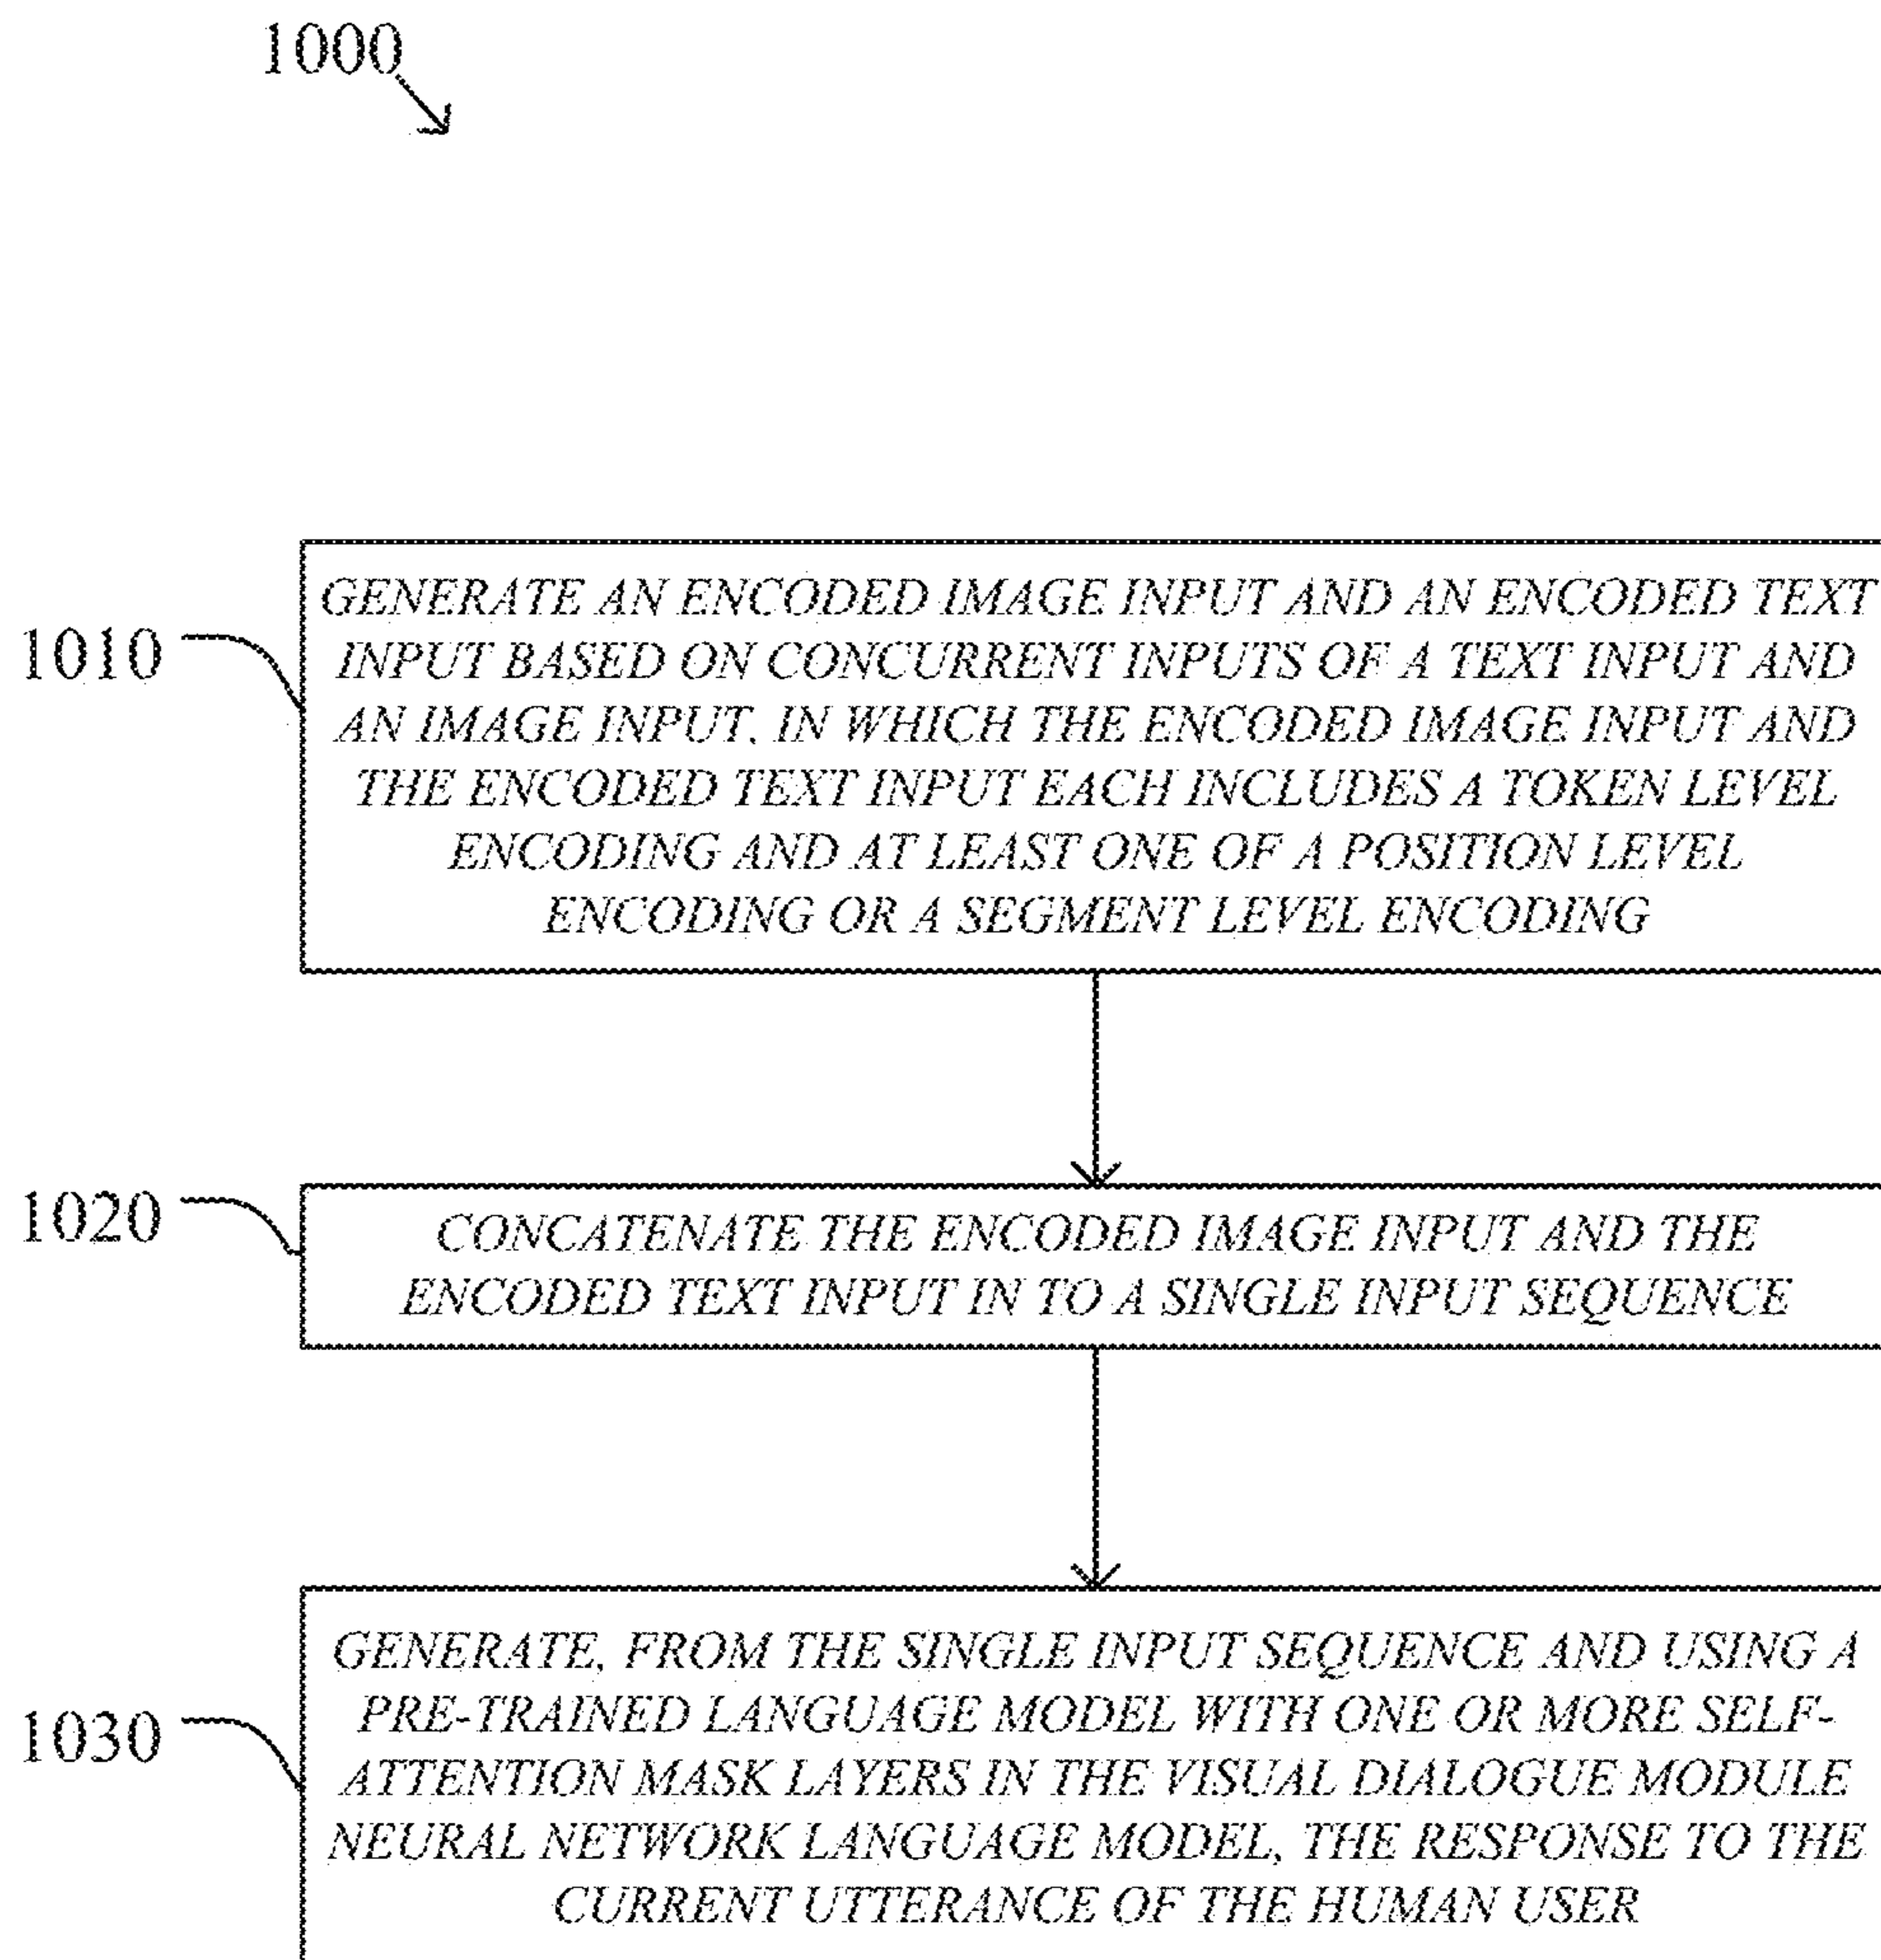 1000
1010
GENERATE AN ENCODED IMAGE INPUT AND AN ENCODED TEXT
INPUT BASED ON CONCURRENT INPUTS OF A TEXT INPUT AND
AN IMAGE INPUT, IN WHICH THE ENCODED IMAGE INPUT AND
THE ENCODED TEXT INPUT EACH INCLUDES A TOKEN LEVEL
ENCODING AND AT LEAST ONE OF A POSITION LEVEL
ENCODING OR A SEGMENT LEVEL ENCODING
1020
CONCATENATE THE ENCODED IMAGE INPUT AND THE
ENCODED TEXT INPUT IN TO A SINGLE INPUT SEQUENCE
1030
GENERATE, FROM THE SINGLE INPUT SEQUENCE AND USING A
PRE-TRAINED LANGUAGE MODEL WITH ONE OR MORE SELF-
ATTENTION MASK LAYERS IN THE VISUAL DIALOGUE MODULE
NEURAL NETWORK LANGUAGE MODEL, THE RESPONSE TO THE
CURRENT UTTERANCE OF THE HUMAN USER